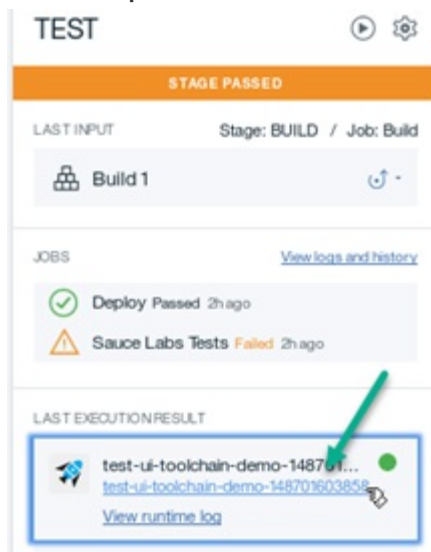 TEST
STAGE PASSED
LAST INPUT
Stage: BUILD / Job: Build
Build 1
JOBS
View logs and history
Deploy Passed 2h ago
Sauce Labs Tests Failed 2h ago
LAST EXECUTION RESULT
test-ui-toolchain-demo-148701...
test-ui-toolchain-demo-148701603858
View runtime log